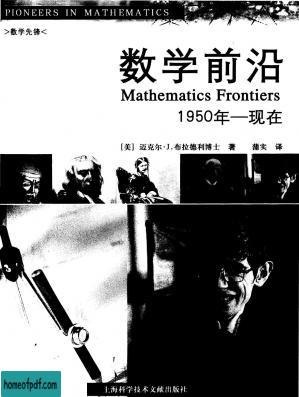 PIONEERS IN MATHEMATICS
>数学先锋<
数学前沿
Mathematics Frontiers
1950年—现在
[美] 迈克尔·J.布拉德利博士 著 蒲实 译
上海科学技术文献出版社
homeofpdf.com